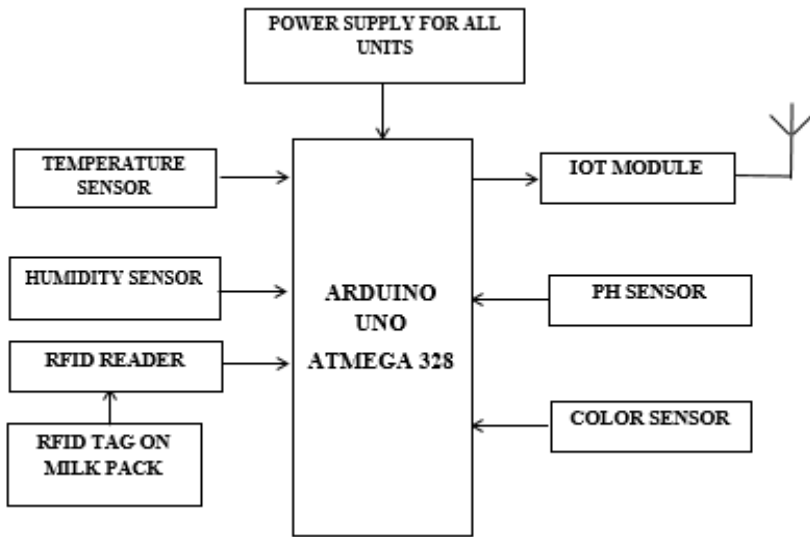 POWER SUPPLY FOR ALL
UNITS
TEMPERATURE
SENSOR
HUMIDITY SENSOR
RFID READER
RFID TAG ON
MILK PACK
ARDUINO
UNO
ATMEGA 328
IOT MODULE
PH SENSOR
COLOR SENSOR